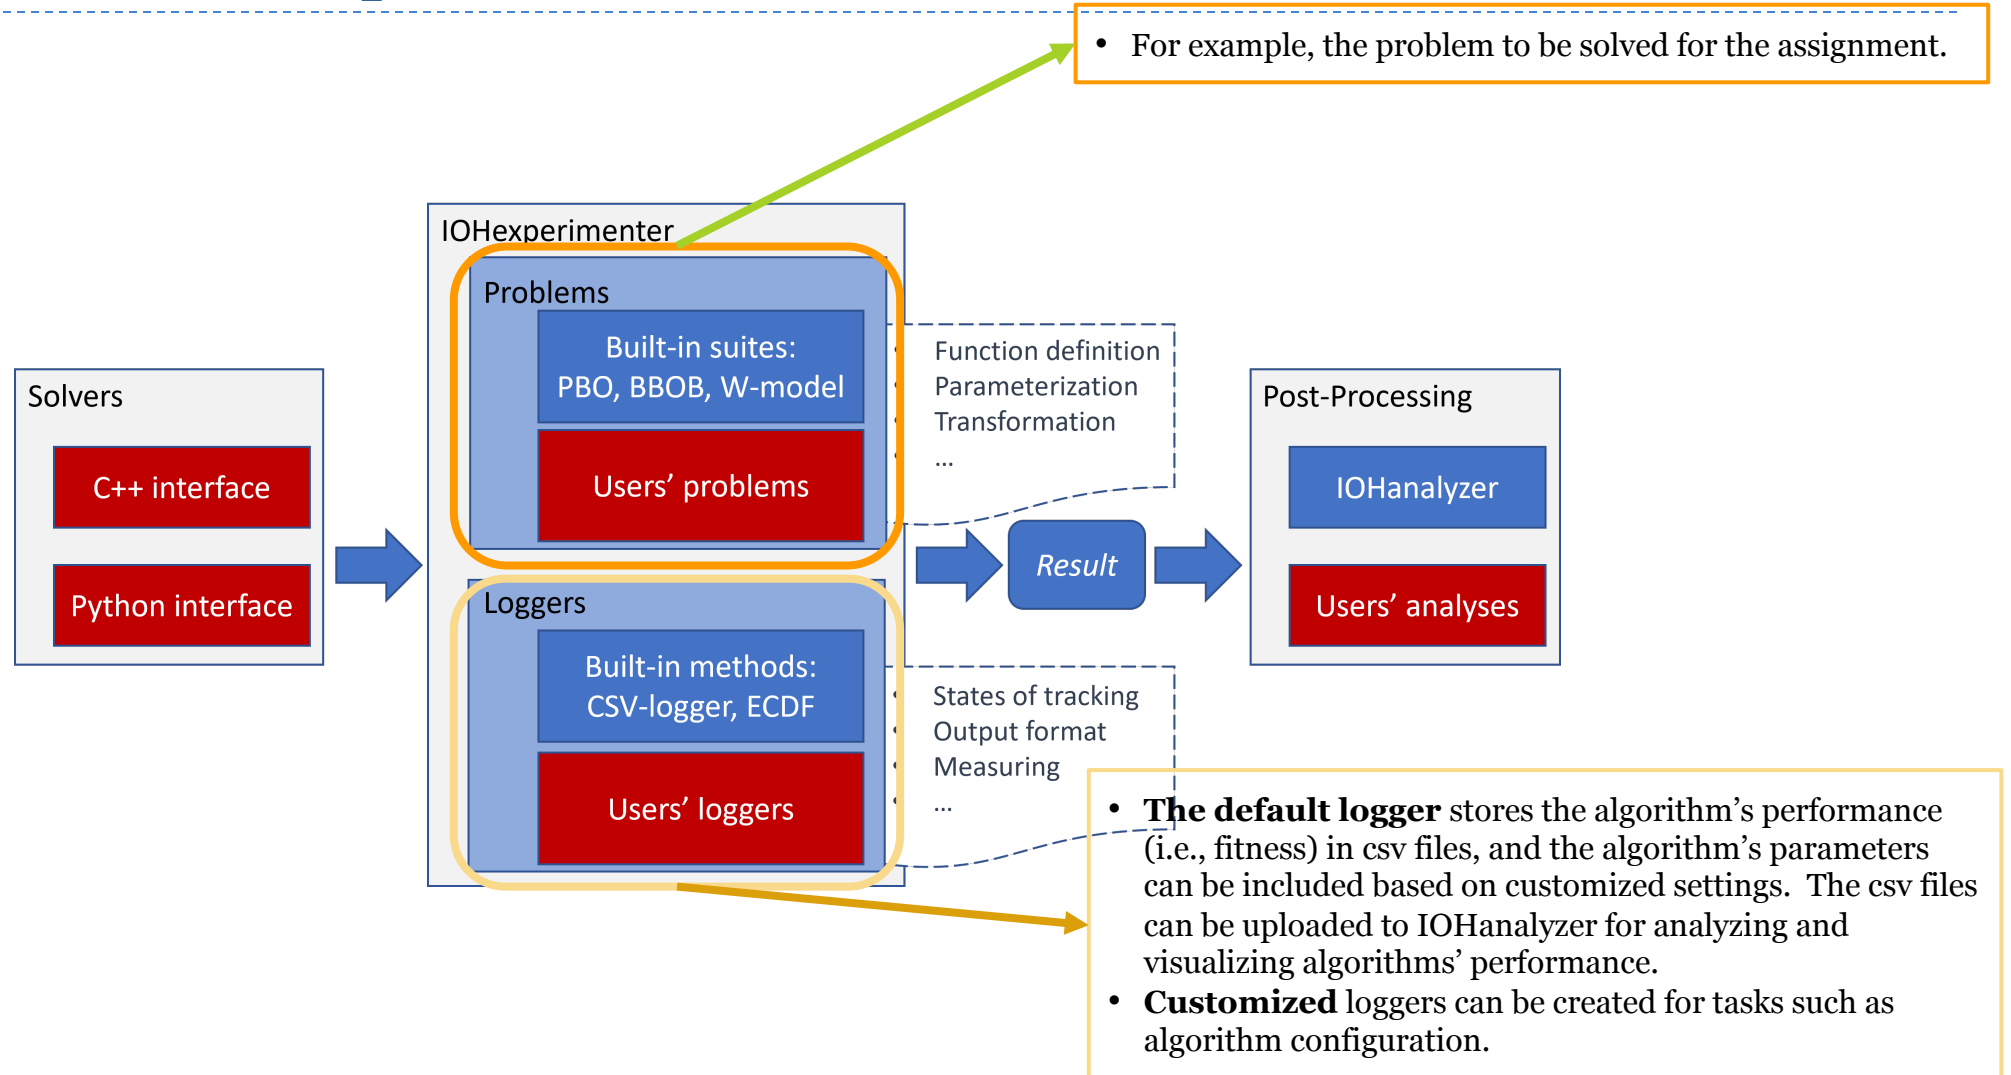 • For example, the problem to be solved for the assignment.
IOHexperimenter
Problems
Built-in suites:
PBO, BBOB, W-model
Users’ problems
• Function definition
• Parameterization
• Transformation
• …
Solvers
C++ interface
Python interface
Result
Post-Processing
IOHanalyzer
Users’ analyses
Loggers
Built-in methods:
CSV-logger, ECDF
Users’ loggers
• States of tracking
• Output format
• Measuring
• …
• The default logger stores the algorithm’s performance
(i.e., fitness) in csv files, and the algorithm’s parameters
can be included based on customized settings.  The csv files
can be uploaded to IOHanalyzer for analyzing and
visualizing algorithms’ performance.
• Customized loggers can be created for tasks such as
algorithm configuration.